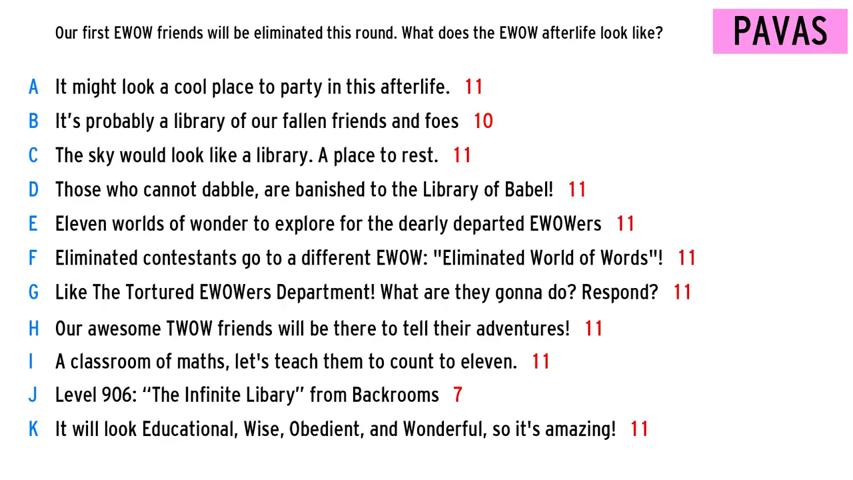 Our first EWOW friends will be eliminated this round. What does the EWOW afterlife look like?
PAVAS
A It might look a cool place to party in this afterlife. 11
B It's probably a library of our fallen friends and foes 10
C The sky would look like a library. A place to rest. 11
D Those who cannot dabble, are banished to the Library of Babel! 11
E Eleven worlds of wonder to explore for the dearly departed EWOWers 11
F Eliminated contestants go to a different EWOW: "Eliminated World of Words"! 11
G Like The Tortured EWOWers Department! What are they gonna do? Respond? 11
H Our awesome TWOW friends will be there to tell their adventures! 11
I A classroom of maths, let's teach them to count to eleven. 11
J Level 906: “The Infinite Libary” from Backrooms 7
K It will look Educational, Wise, Obedient, and Wonderful, so it's amazing! 11